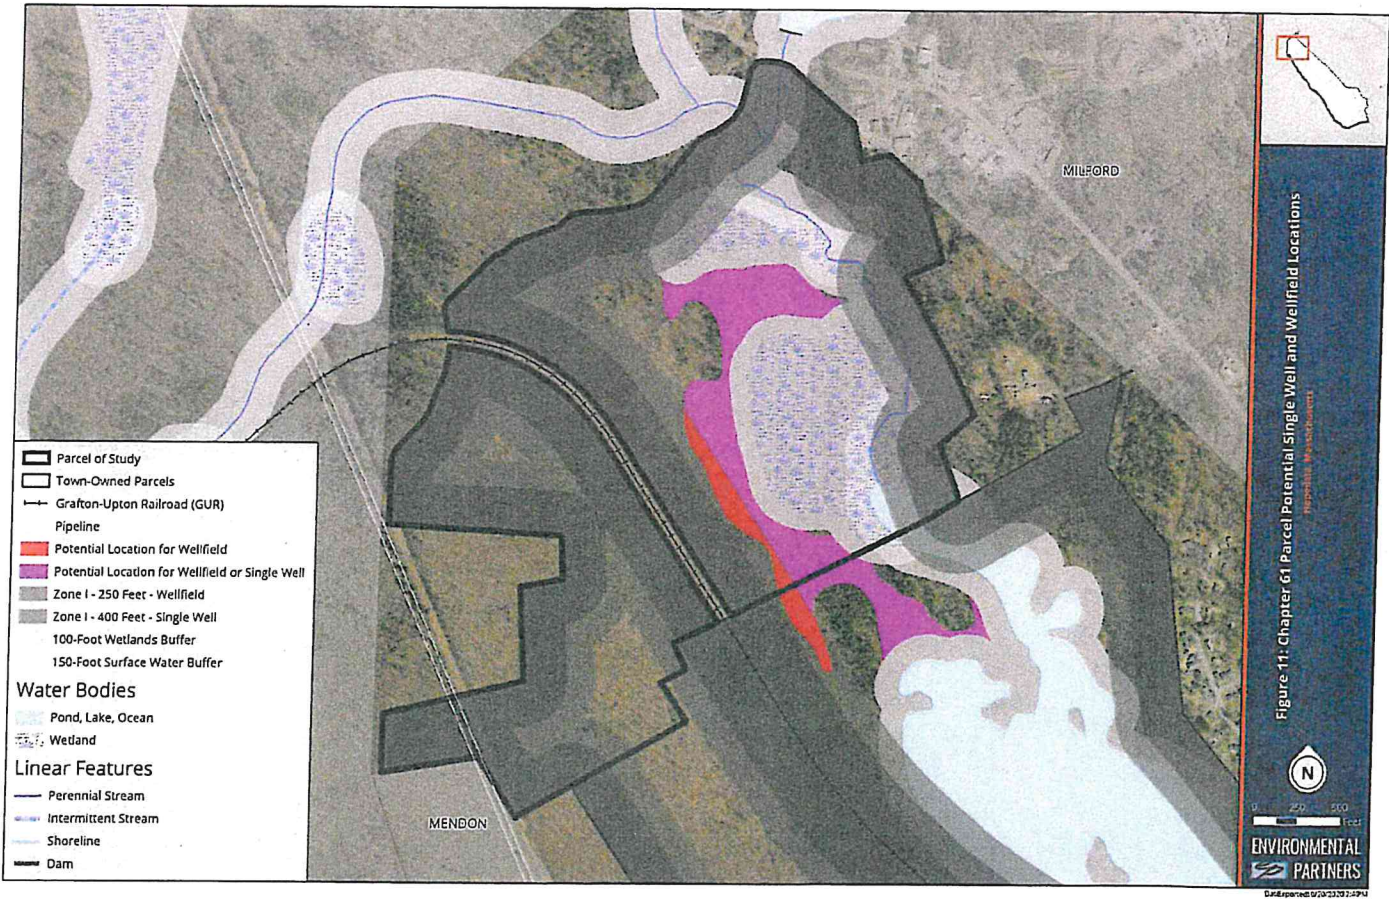 MILFORD
MENDON
Parcel of Study
Town-Owned Parcels
Grafton-Upton Railroad (GUR)
Pipeline
Potential Location for Wellfield
Potential Location for Wellfield or Single Well
Zone I - 250 Feet - Wellfield
Zone I - 400 Feet - Single Well
100-Foot Wetlands Buffer
150-Foot Surface Water Buffer
Water Bodies
Pond, Lake, Ocean
Wetland
Linear Features
Perennial Stream
Intermittent Stream
Shoreline
Dam
Figure 11: Chapter 61 Parcel Potential Single Well and Wellfield Locations
Hopedale, Massachusetts
N
0 250 500
Feet
ENVIRONMENTAL
PARTNERS